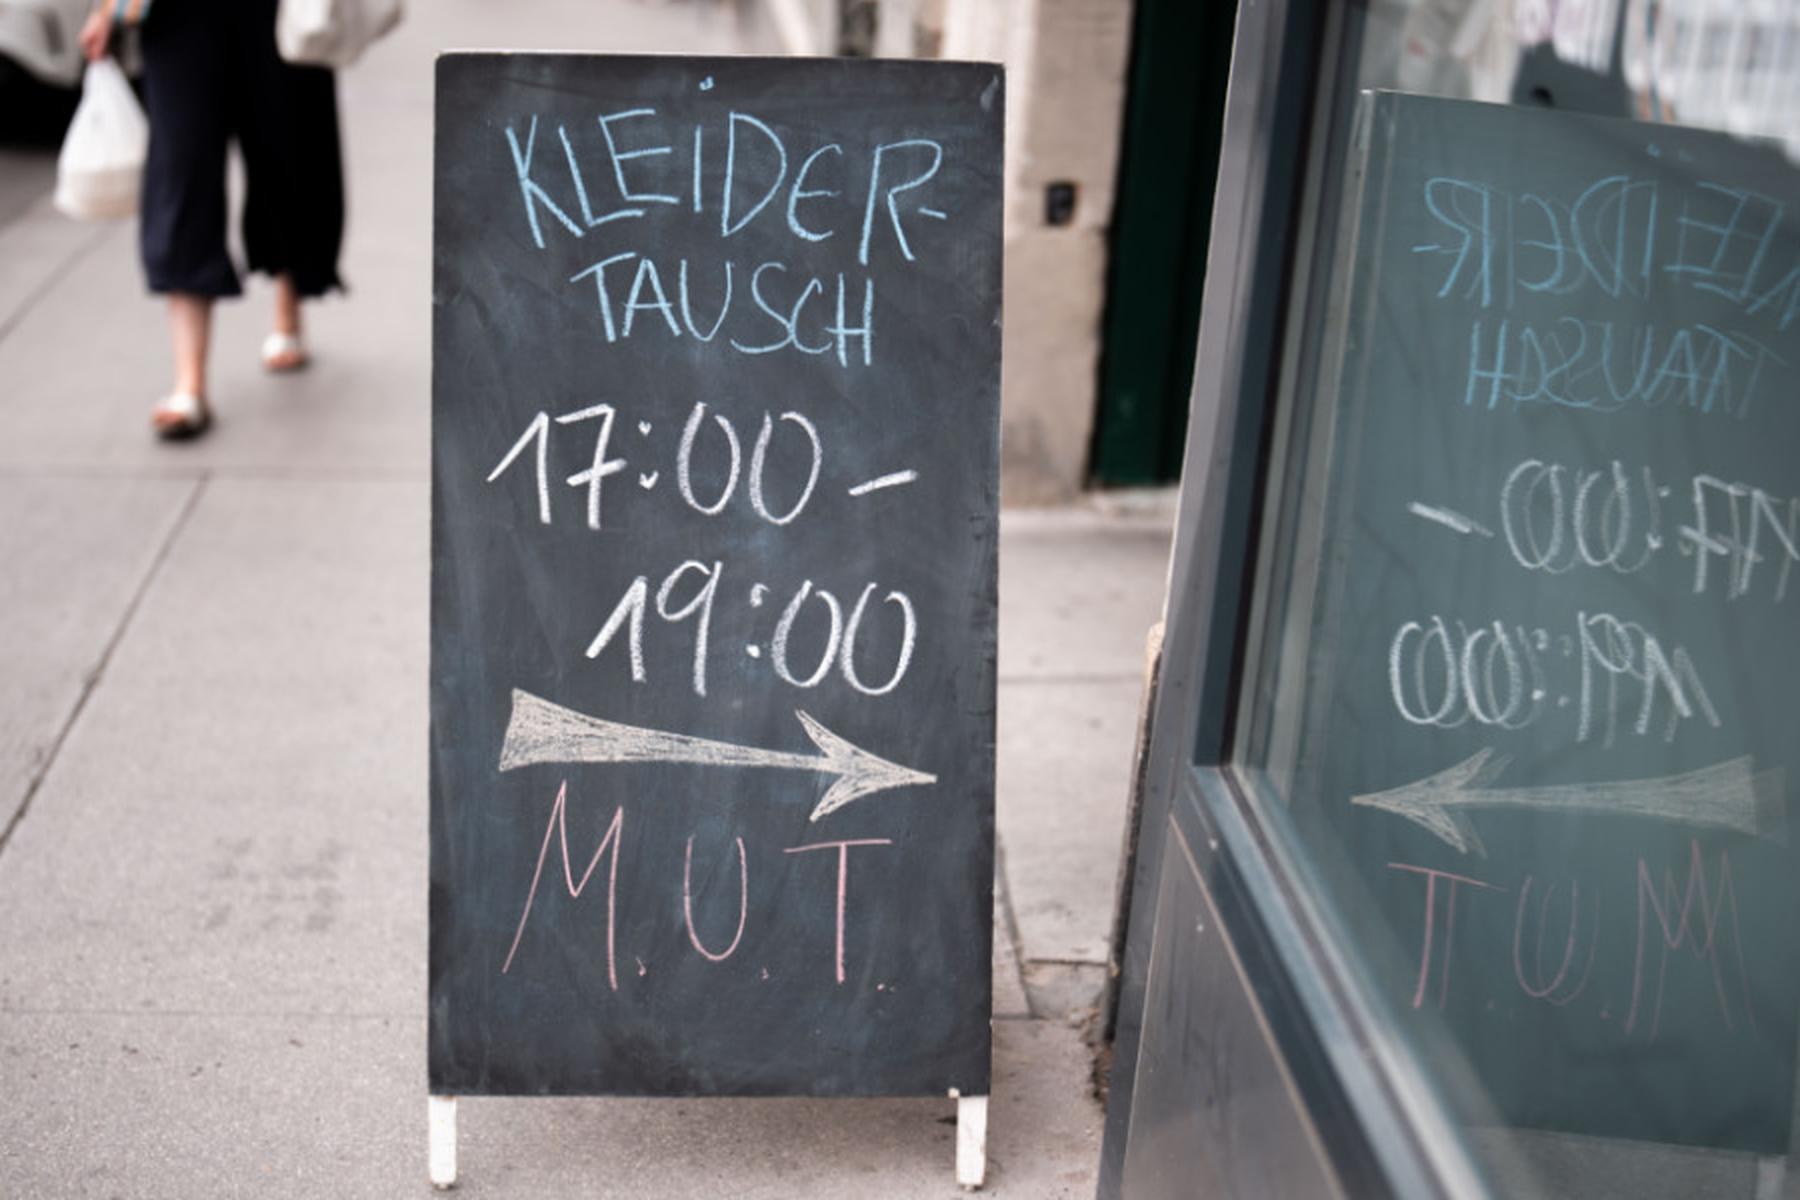 KLEIDER-
TAUSCH
17:00 -
19:00
M.U.T.